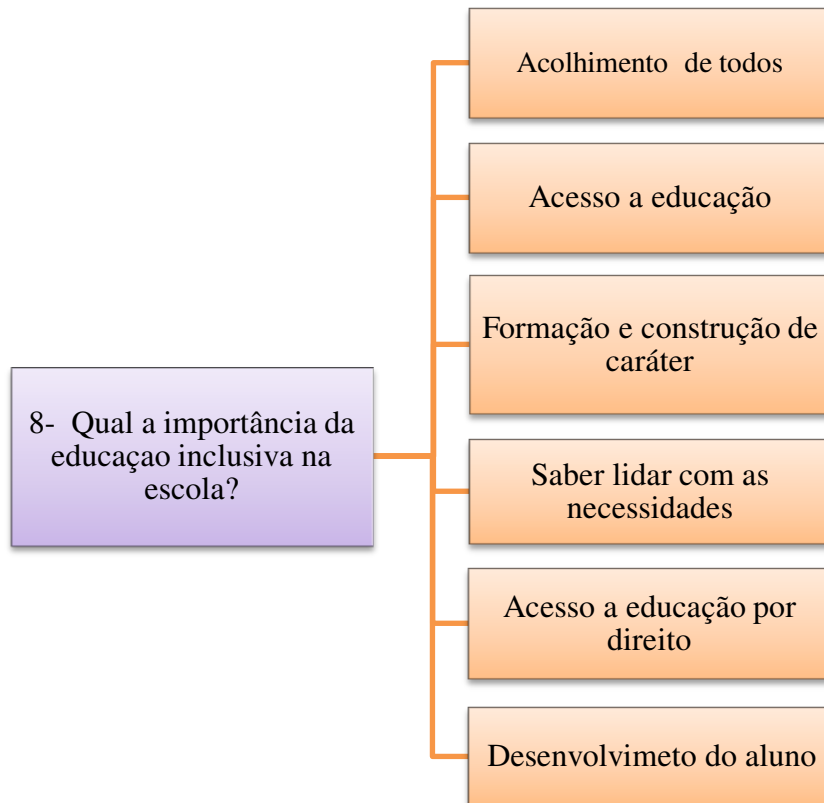 Acolhimento  de todos
Acesso a educação
Formação e construção de
caráter
8-  Qual a importância da
educaçao inclusiva na
escola?
Saber lidar com as
necessidades
Acesso a educação por
direito
Desenvolvimeto do aluno